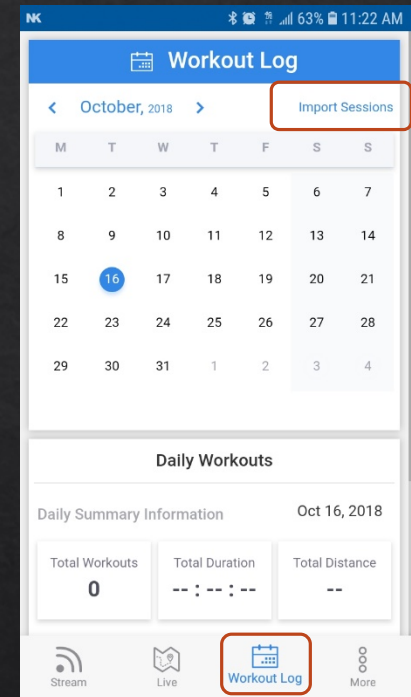 NK 63% 11:22 AM
Workout Log
< October, 2018 > Import Sessions
M T W T F S S
1 2 3 4 5 6 7
8 9 10 11 12 13 14
15 16 17 18 19 20 21
22 23 24 25 26 27 28
29 30 31 1 2 3 4
Daily Workouts
Daily Summary Information Oct 16, 2018
Total Workouts Total Duration Total Distance
0 -- : -- : -- --
Stream Live Workout Log More